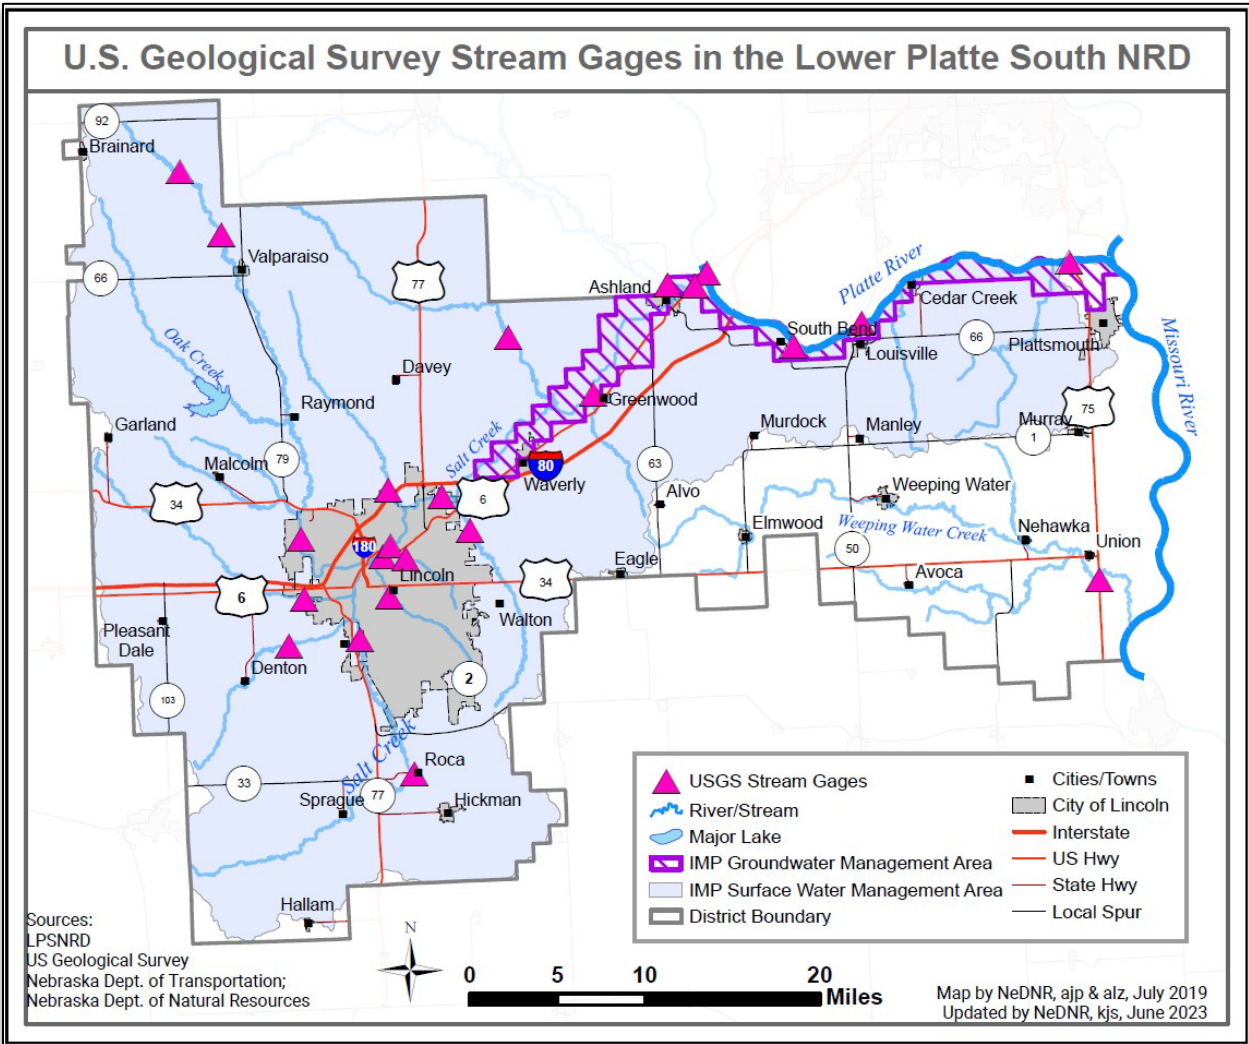 U.S. Geological Survey Stream Gages in the Lower Platte South NRD
92
Brainard
Valparaiso
66
77
Ashland
Platte River
Cedar Creek
South Bend
66
Louisville
Plattsmouth
Missouri River
Oak Creek
Davey
Raymond
Greenwood
75
Garland
Murdock
Manley
Murray
1
Salt Creek
79
Malcolm
80
63
Waverly
34
6
Alvo
Weeping Water
Elmwood
Weeping Water Creek
Nehawka
180
50
Union
Eagle
Lincoln
34
Avoca
6
Walton
Pleasant
Dale
Denton
2
103
Salt Creek
Roca
33
77
Sprague
Hickman
Hallam
USGS Stream Gages
River/Stream
Major Lake
IMP Groundwater Management Area
IMP Surface Water Management Area
District Boundary
Cities/Towns
City of Lincoln
Interstate
US Hwy
State Hwy
Local Spur
Sources:
LPSNRD
US Geological Survey
Nebraska Dept. of Transportation;
Nebraska Dept. of Natural Resources
N
0 5 10 20
Miles
Map by NeDNR, ajp & alz, July 2019
Updated by NeDNR, kjs, June 2023